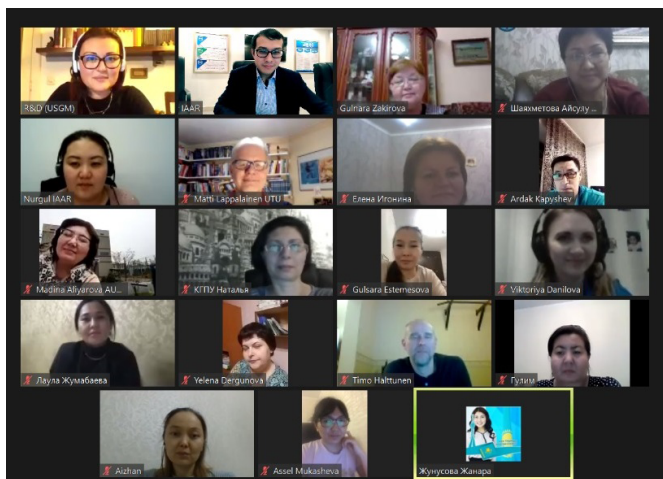 R&D (USGM)
IAAR
Gulnara Zakirova
Шаяхметова Айсулу ...
Nurgul IAAR
Matti Lappalainen UTU
Елена Игонина
Ardak Kapyshev
Madina Aliyarova AU...
КГПУ Наталья
Gulsara Estemesova
Viktoriya Danilova
Лаула Жумабаева
Yelena Dergunova
Timo Halttunen
Гулим
Aizhan
Assel Mukasheva
Жунусова Жанара